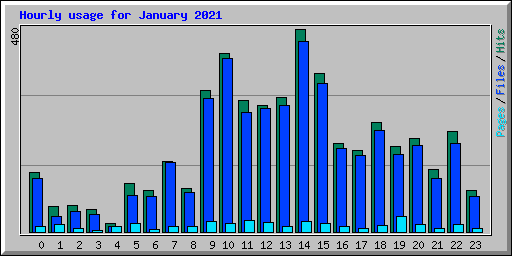 Hourly usage for January 2021
480
Pages/Files/Hits
0 1 2 3 4 5 6 7 8 9 10 11 12 13 14 15 16 17 18 19 20 21 22 23